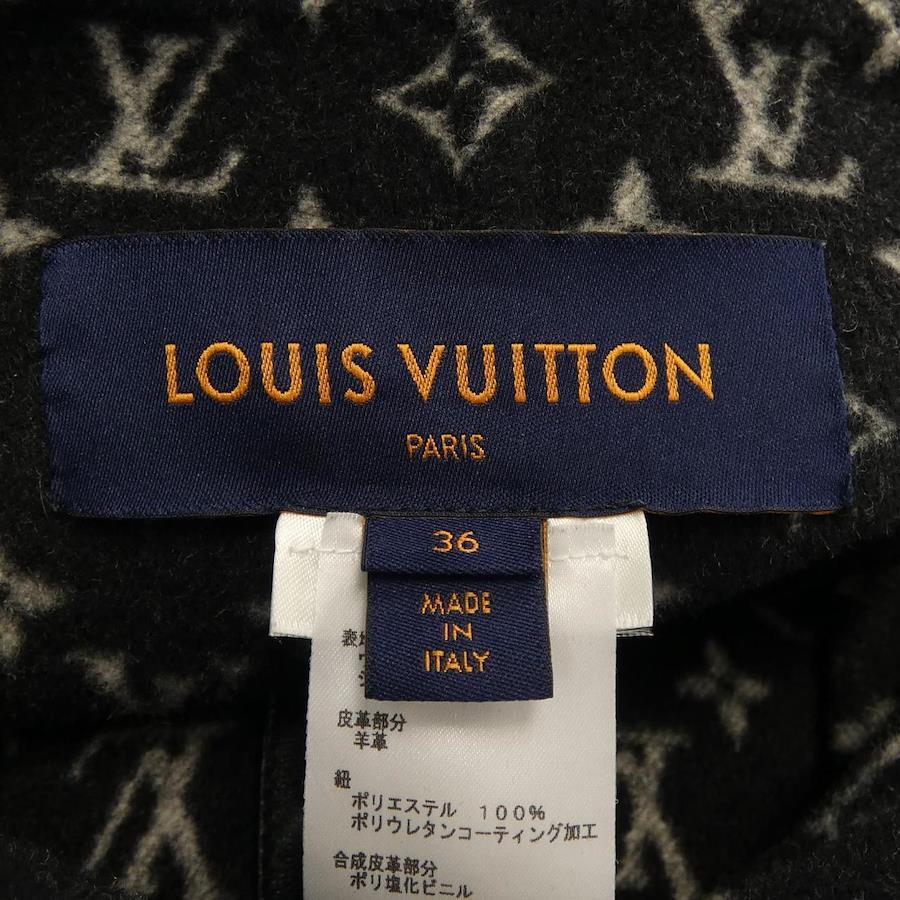 LOUIS VUITTON
PARIS
36
MADE
IN
ITALY
皮革部分
羊革
紐
ポリエステル 100%
ポリウレタンコーティング加工
合成皮革部分
ポリ塩化ビニル